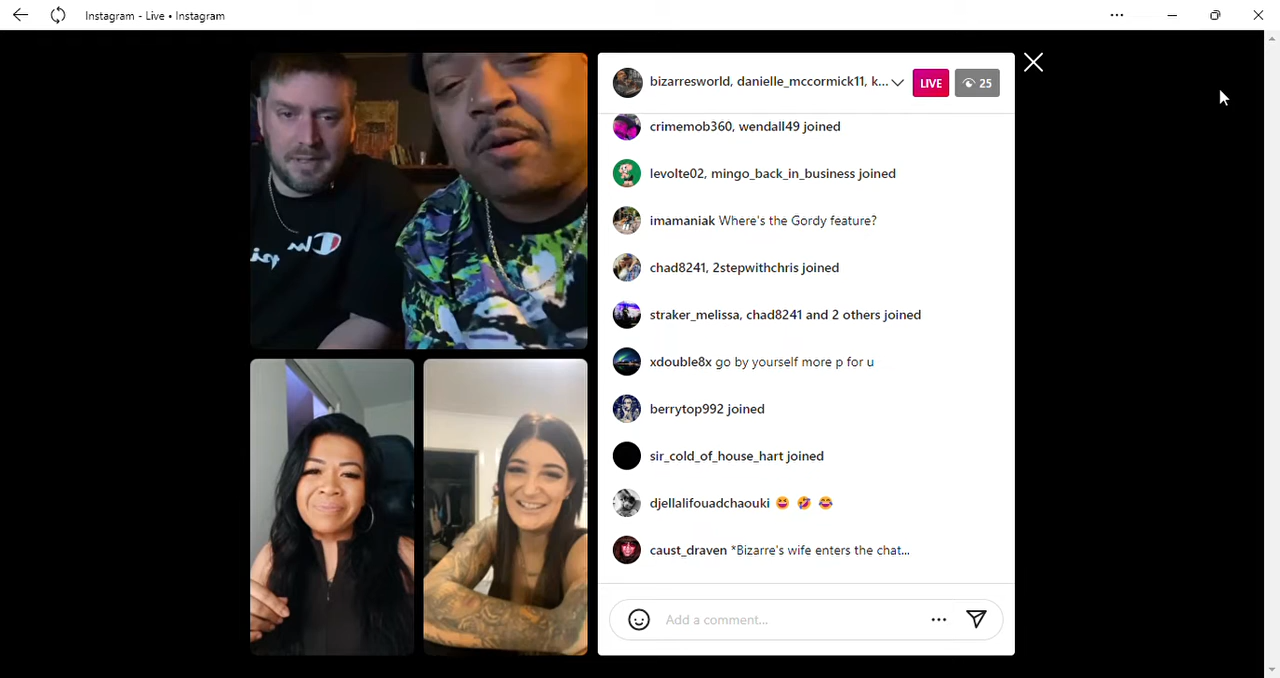 Instagram - Live • Instagram
bizarresworld, danielle_mccormick11, k...
LIVE
25
crimemob360, wendall49 joined
levolte02, mingo_back_in_business joined
imamaniak Where's the Gordy feature?
chad8241, 2stepwithchris joined
straker_melissa, chad8241 and 2 others joined
xdouble8x go by yourself more p for u
berrytop992 joined
sir_cold_of_house_hart joined
djellalifouadchaouki 😆 🤣 😂
caust_draven *Bizarre's wife enters the chat...
Add a comment...